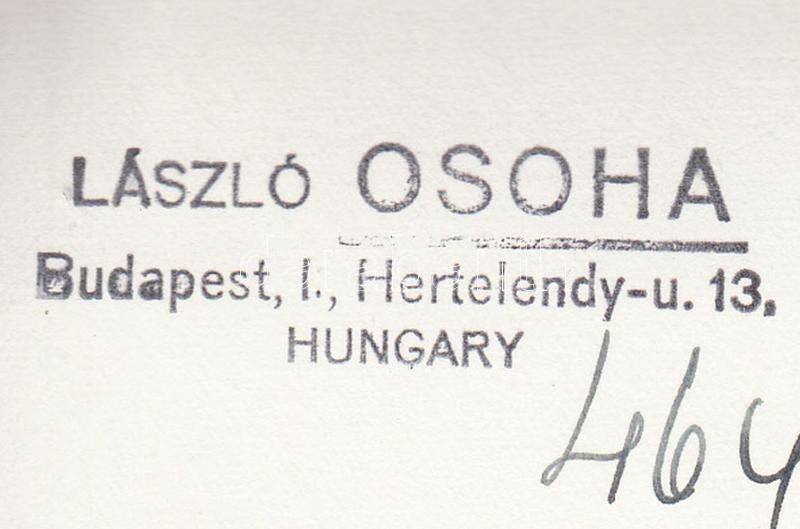 LÁSZLÓ OSOHA
Budapest, I., Hertelendy-u. 13.
HUNGARY
464